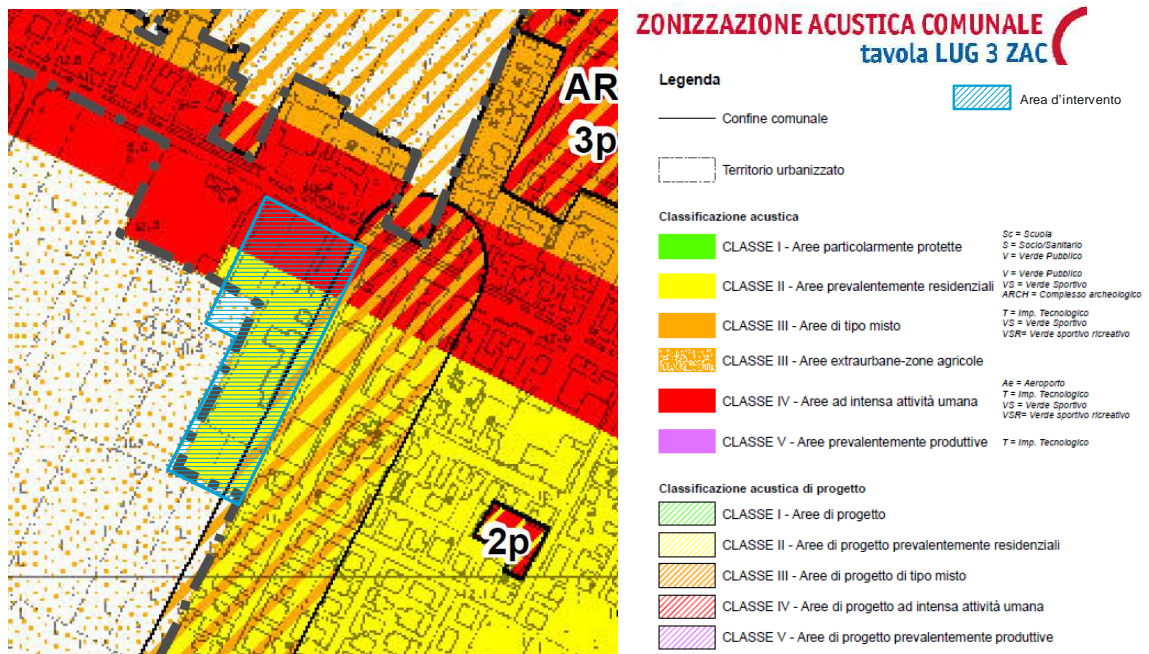 AR
3p
2p
ZONIZZAZIONE ACUSTICA COMUNALE
tavola LUG 3 ZAC
Legenda
Area d'intervento
Confine comunale
Territorio urbanizzato
Classificazione acustica
CLASSE I - Aree particolarmente protette
Sc = Scuola
S = Socio/Sanitario
V = Verde Pubblico
CLASSE II - Aree prevalentemente residenziali
V = Verde Pubblico
VS = Verde Sportivo
ARCH = Complesso archeologico
CLASSE III - Aree di tipo misto
T = Imp. Tecnologico
VS = Verde Sportivo
VSR= Verde sportivo ricreativo
CLASSE III - Aree extraurbane-zone agricole
CLASSE IV - Aree ad intensa attività umana
Ae = Aeroporto
T = Imp. Tecnologico
VS = Verde Sportivo
VSR= Verde sportivo ricreativo
CLASSE V - Aree prevalentemente produttive
T = Imp. Tecnologico
Classificazione acustica di progetto
CLASSE I - Aree di progetto
CLASSE II - Aree di progetto prevalentemente residenziali
CLASSE III - Aree di progetto di tipo misto
CLASSE IV - Aree di progetto ad intensa attività umana
CLASSE V - Aree di progetto prevalentemente produttive